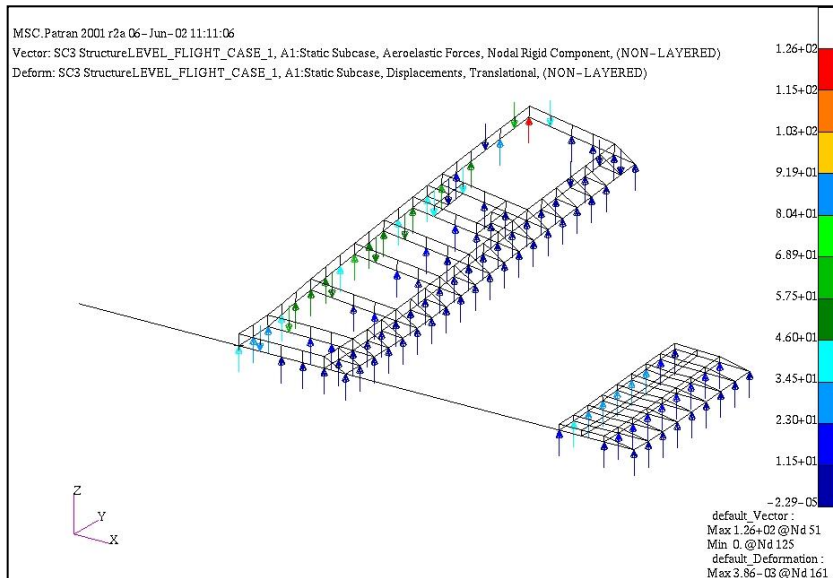 MSC.Patran 2001 r2a 06-Jun-02 11:11:06
Vector: SC3 StructureLEVEL_FLIGHT_CASE_1, A1:Static Subcase, Aeroelastic Forces, Nodal Rigid Component, (NON-LAYERED)
Deform: SC3 StructureLEVEL_FLIGHT_CASE_1, A1:Static Subcase, Displacements, Translational, (NON-LAYERED)
1.26+02
1.15+02
1.03+02
9.19+01
8.04+01
6.89+01
5.75+01
4.60+01
3.45+01
2.30+01
1.15+01
-2.29-05
Z
Y
X
default_Vector :
Max 1.26+02 @Nd 51
Min 0. @Nd 125
default_Deformation :
Max 3.86-03 @Nd 161